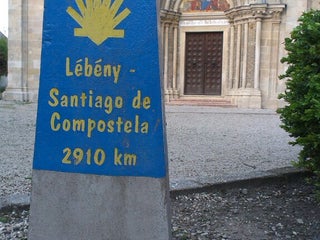 Lébény -
Santiago de
Compostela
2910 km